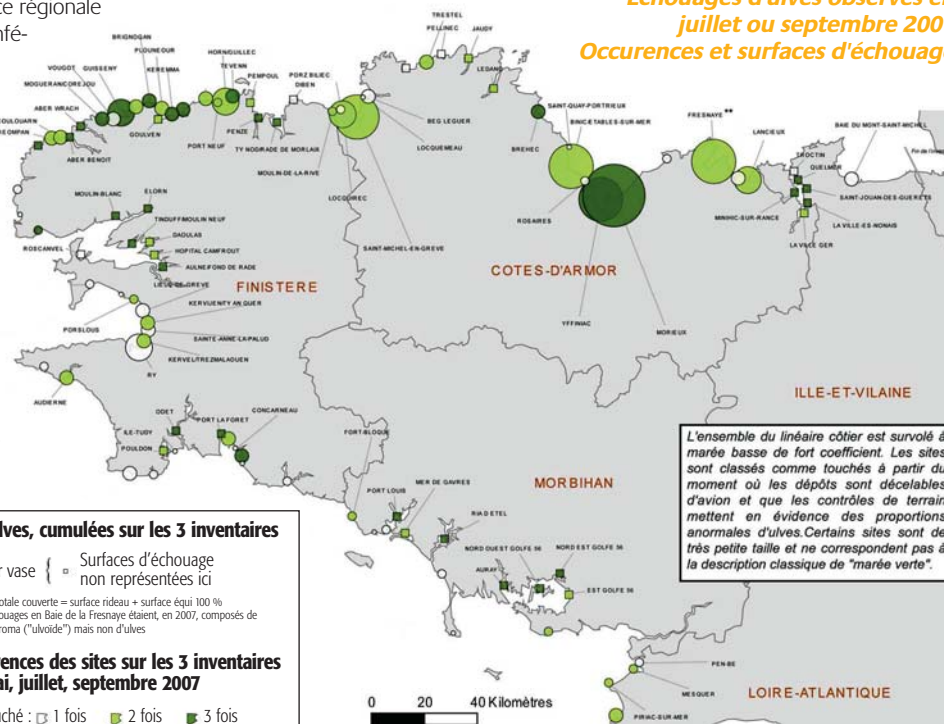 ce régionale
nfé-
Echouages d'ulves observés e
juillet ou septembre 200
Occurences et surfaces d'échouag
TRESTEL
PELLINEC
JAUDY
LEDANO
BRIGNOGAN
PLOUNEOUR
KEREMMA
VOUGOT
GUISSENY
HORN/GUILLEC
TEVENN
PEMPOUL
PORZ BILIEC
DIBEN
ABER WRACH
ABER BENOIT
GOULVEN
PORT NEUF
PENZE
MOULIN-DE-LA-RIVE
LOCQUIREC
BEG LEGUER
LOCQUEMEAU
SAINT-MICHEL-EN-GREVE
BREHEC
SAINT-QUAY-PORTRIEUX
ROSAIRES
YFFINIAC
MORIEUX
FRESNAYE **
LANCIEUX
BAIE DU MONT-SAINT-MICHEL
TROCTIN
QUELMER
SAINT-JOUAN-DES-GUERETS
MINIHIC-SUR-RANCE
LA VILLE-ES-NONAIS
LA VILLE GER
MOULIN-BLANC
ELORN
TINDUFF/MOULIN NEUF
DAOULAS
HOPITAL CAMFROUT
AULNE/FOND DE RADE
ROSCANVEL
LIEUE-DE-GREVE
KERVIJEN/TY AN QUER
SAINTE-ANNE-LA-PALUD
KERVEL/TREZMALAOUEN
PORSLOUS
RY
AUDIERNE
ODET
PORT LA FORET
CONCARNEAU
ILE-TUDY
POULDON
FORT-BLOQUE
PORT LOUIS
MER DE GAVRES
RIA D ETEL
NORD OUEST GOLFE 56
NORD EST GOLFE 56
AURAY
EST GOLFE 56
PEN-BE
MESQUER
PIRIAC-SUR-MER
FINISTERE
COTES-D'ARMOR
ILLE-ET-VILAINE
MORBIHAN
LOIRE-ATLANTIQUE
L'ensemble du linéaire côtier est survolé à
marée basse de fort coefficient. Les sites
sont classés comme touchés à partir du
moment où les dépôts sont décelables
d'avion et que les contrôles de terrain
mettent en évidence des proportions
anormales d'ulves.Certains sites sont de
très petite taille et ne correspondent pas à
la description classique de "marée verte".
ulves, cumulées sur les 3 inventaires
r vase { Surfaces d'échouage
non représentées ici
otale couverte = surface rideau + surface équi 100 %
ouages en Baie de la Fresnaye étaient, en 2007, composés de
roma ("ulvoïde") mais non d'ulves
rences des sites sur les 3 inventaires
ai, juillet, septembre 2007
uché : 1 fois 2 fois 3 fois
0 20 40 Kilomètres